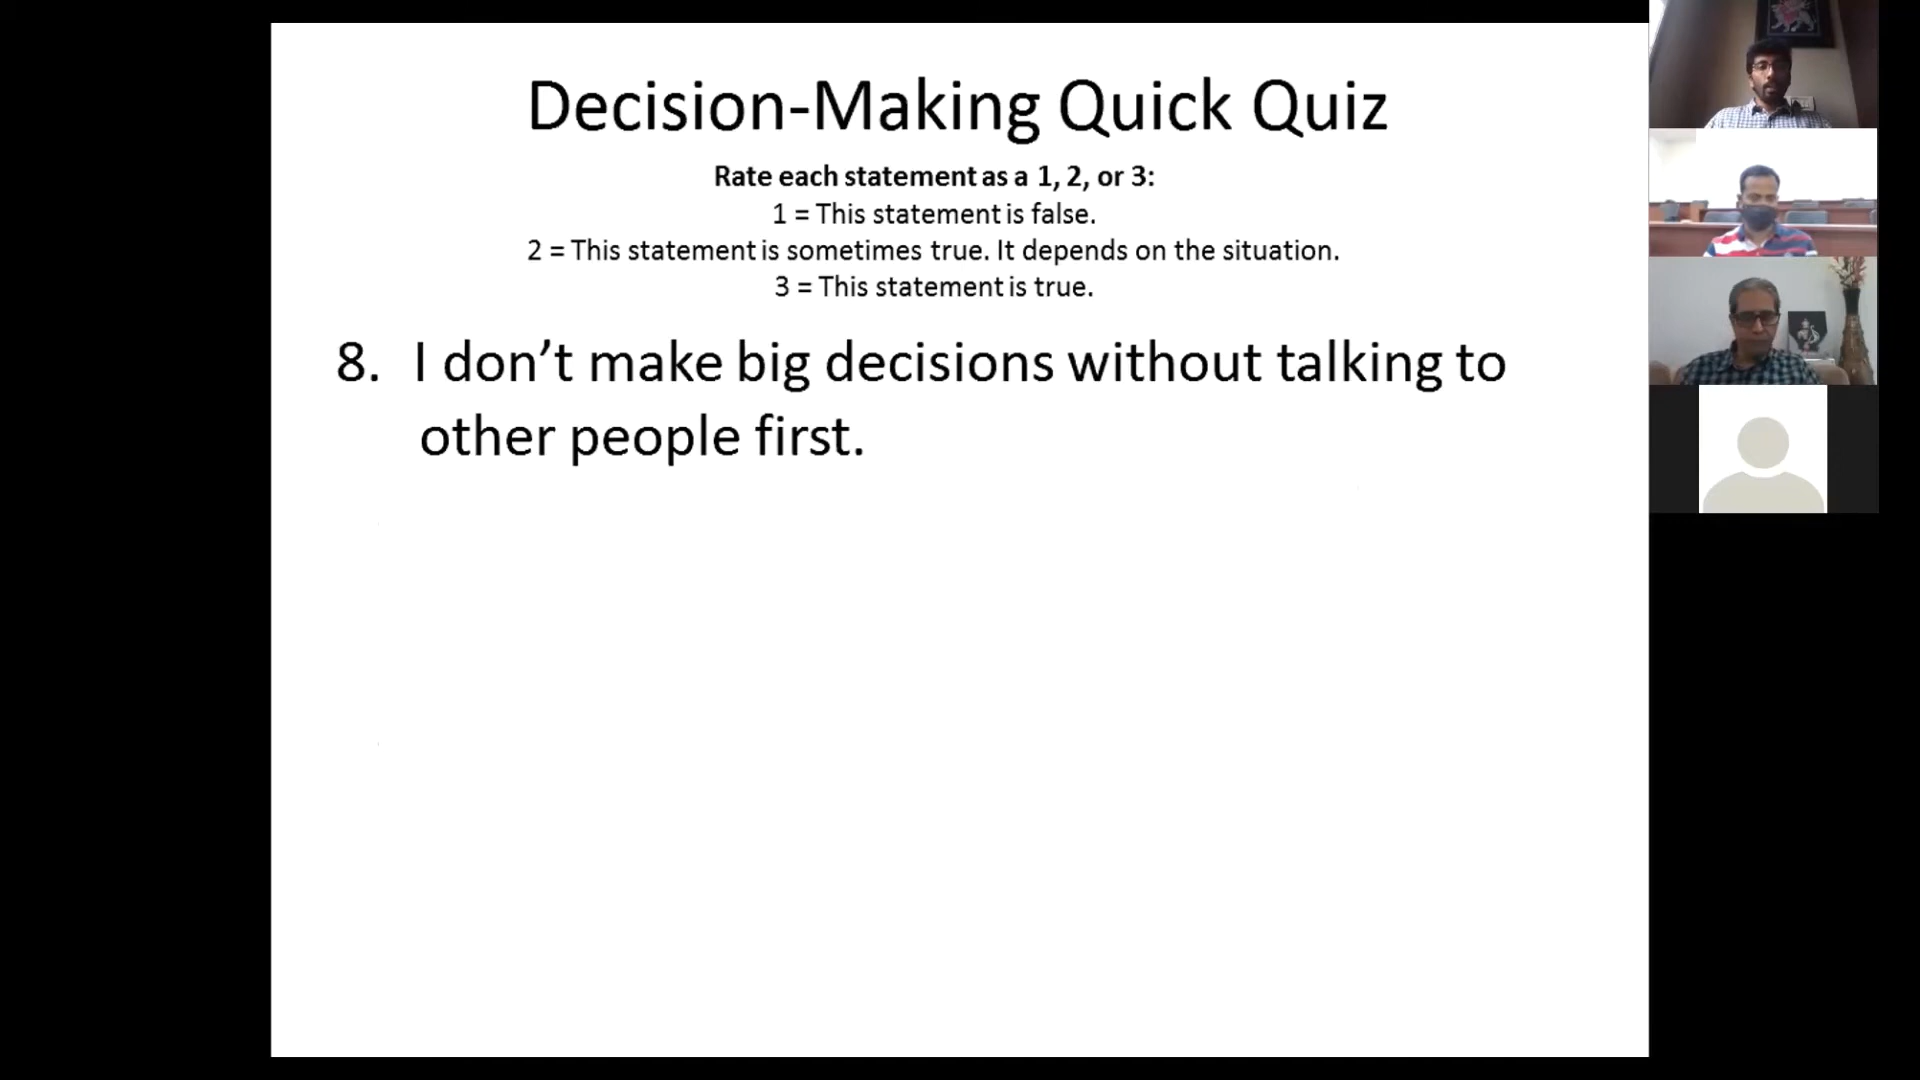 Decision-Making Quick Quiz
Rate each statement as a 1, 2, or 3:
1 = This statement is false.
2 = This statement is sometimes true. It depends on the situation.
3 = This statement is true.
8. I don’t make big decisions without talking to
other people first.